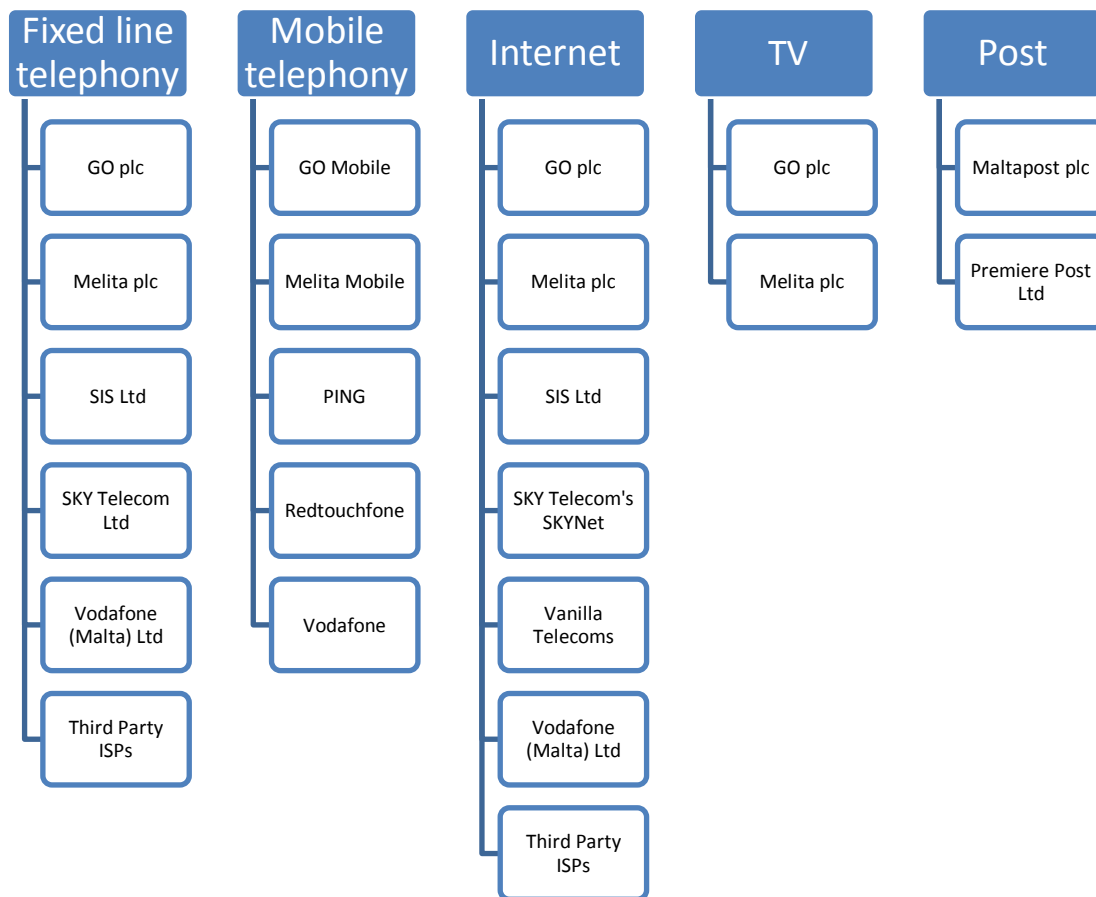 Fixed line
telephony
GO plc
Melita plc
SIS Ltd
SKY Telecom
Ltd
Vodafone
(Malta) Ltd
Third Party
ISPs
Mobile
telephony
GO Mobile
Melita Mobile
PING
Redtouchfone
Vodafone
Internet
GO plc
Melita plc
SIS Ltd
SKY Telecom's
SKYNet
Vanilla
Telecoms
Vodafone
(Malta) Ltd
Third Party
ISPs
TV
GO plc
Melita plc
Post
Maltapost plc
Premiere Post
Ltd